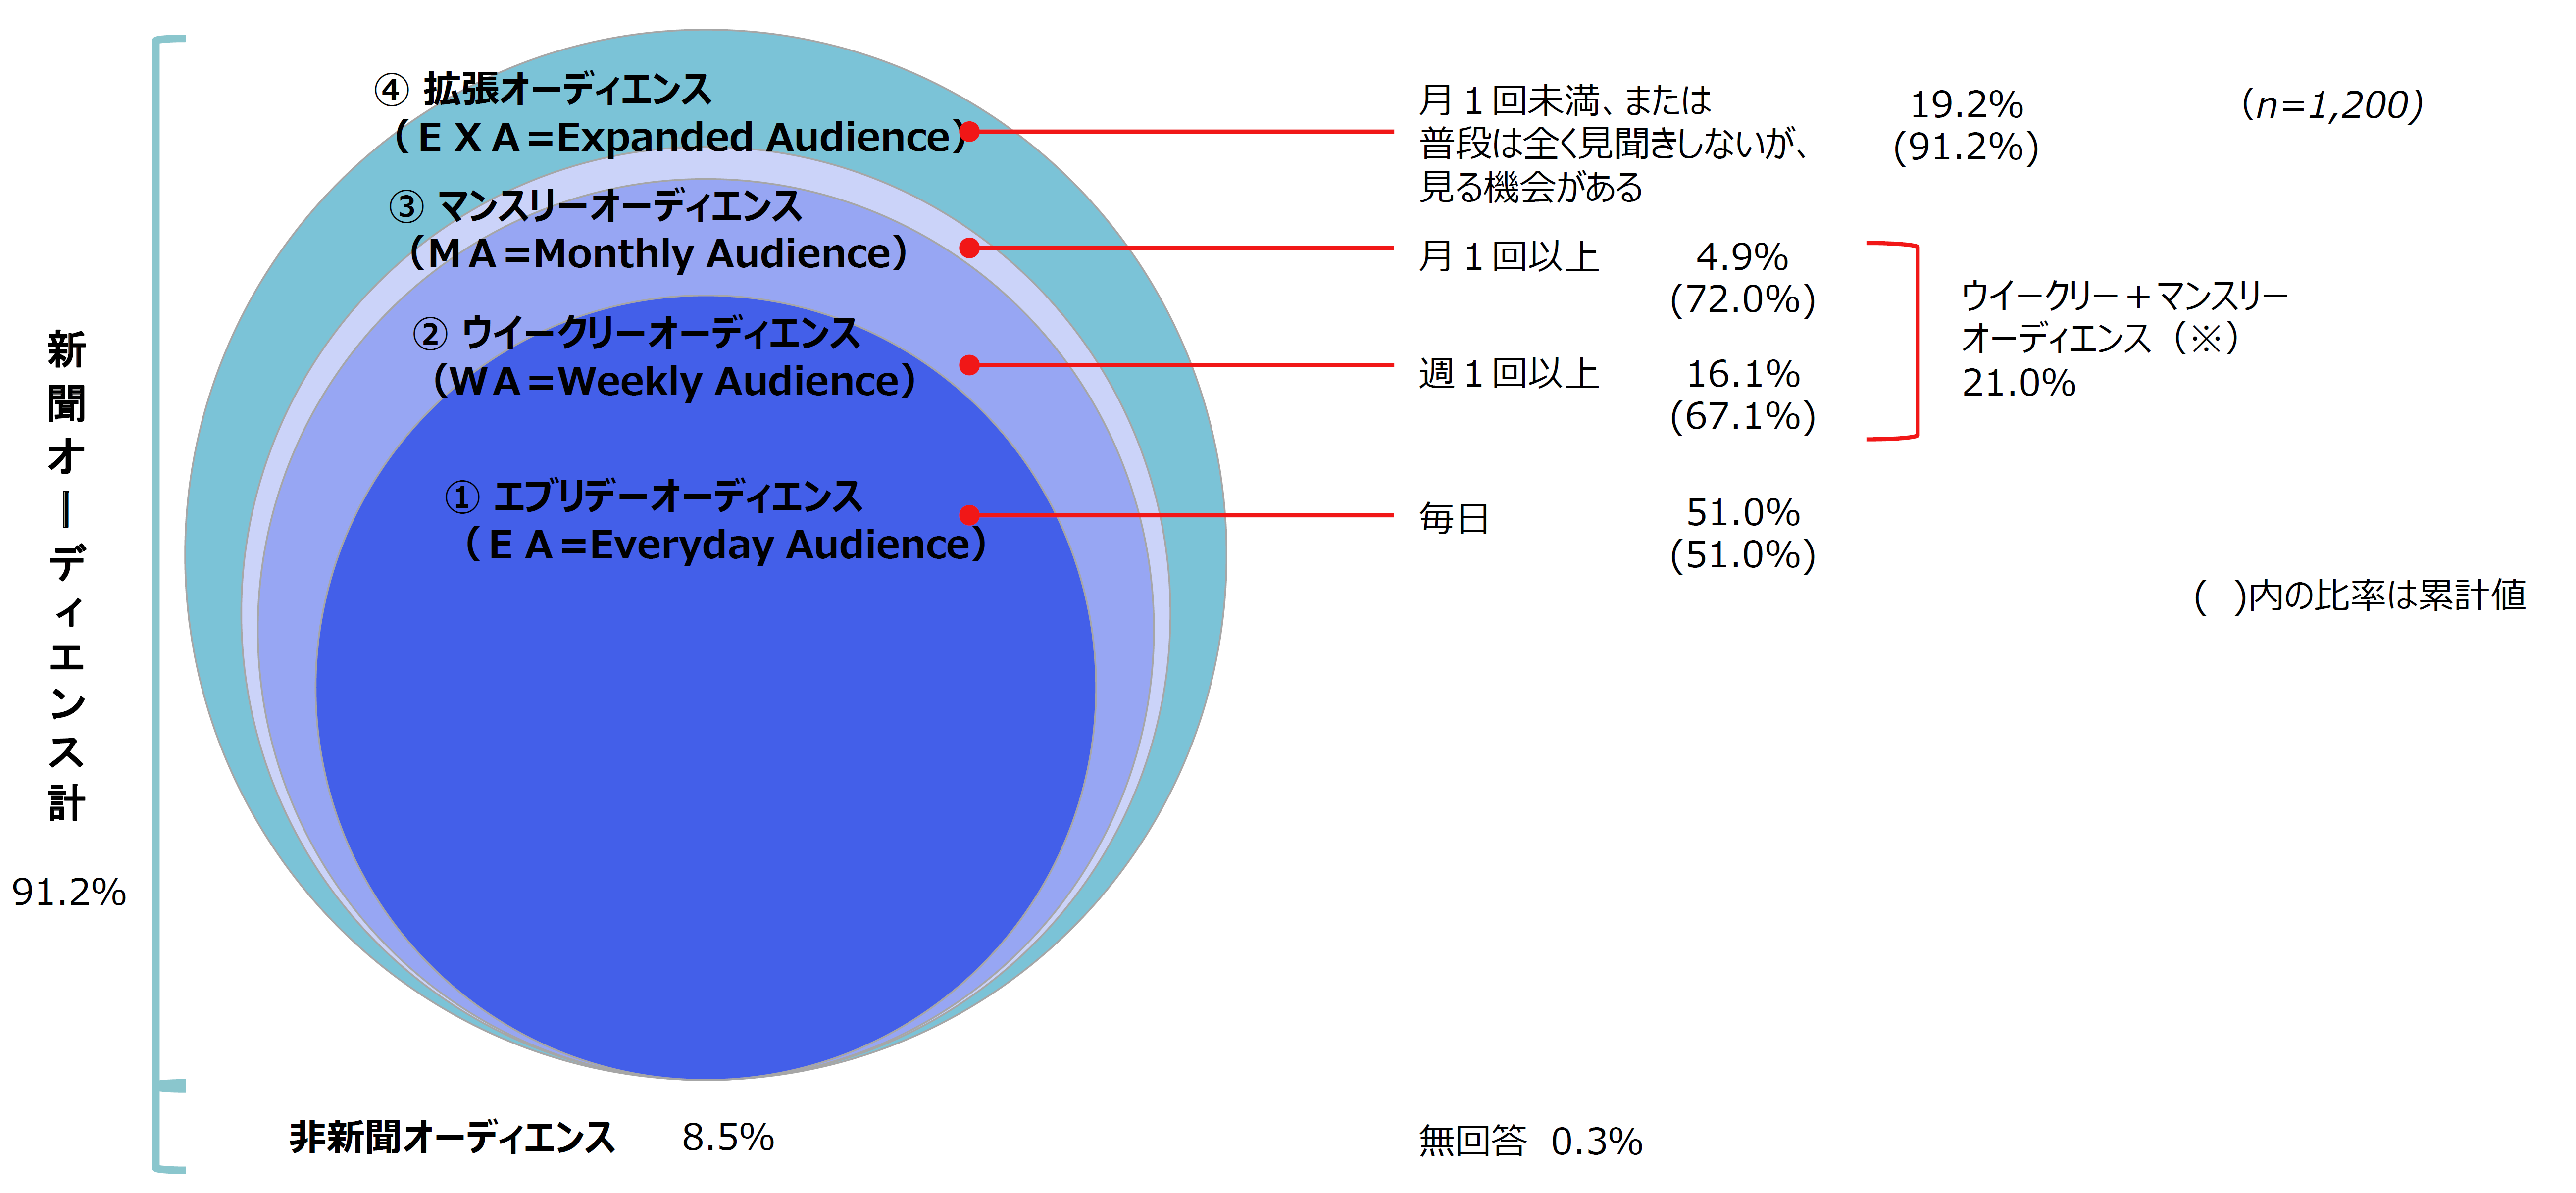 ④ 拡張オーディエンス
（ＥＸＡ=Expanded Audience）
月１回未満、または
普段は全く見聞きしないが、
見る機会がある
19.2%
(91.2%)
（n=1,200）
③ マンスリーオーディエンス
（ＭＡ=Monthly Audience）
月１回以上
4.9%
(72.0%)
② ウイークリーオーディエンス
（ＷＡ=Weekly Audience）
週１回以上
16.1%
(67.1%)
ウイークリー＋マンスリー
オーディエンス（※）
21.0%
① エブリデーオーディエンス
（ＥＡ=Everyday Audience）
毎日
51.0%
(51.0%)
(　)内の比率は累計値
新聞オーディエンス計
91.2%
非新聞オーディエンス　8.5%
無回答　0.3%